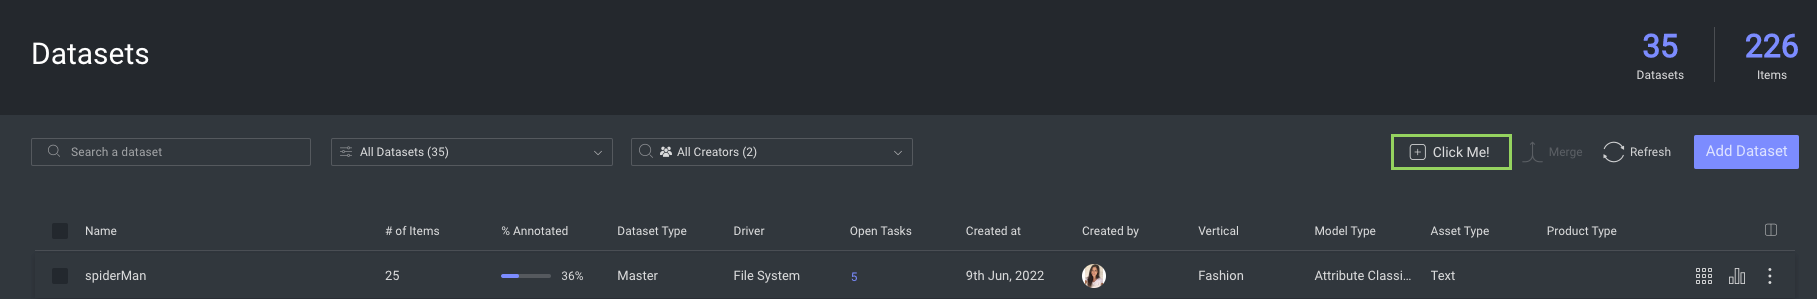 Datasets
35
Datasets
226
Items
Search a dataset
All Datasets (35)
All Creators (2)
Click Me!
Merge
Refresh
Add Dataset
Name # of Items % Annotated Dataset Type Driver Open Tasks Created at Created by Vertical Model Type Asset Type Product Type
spiderMan 25 36% Master File System 5 9th Jun, 2022 Fashion Attribute Classi... Text